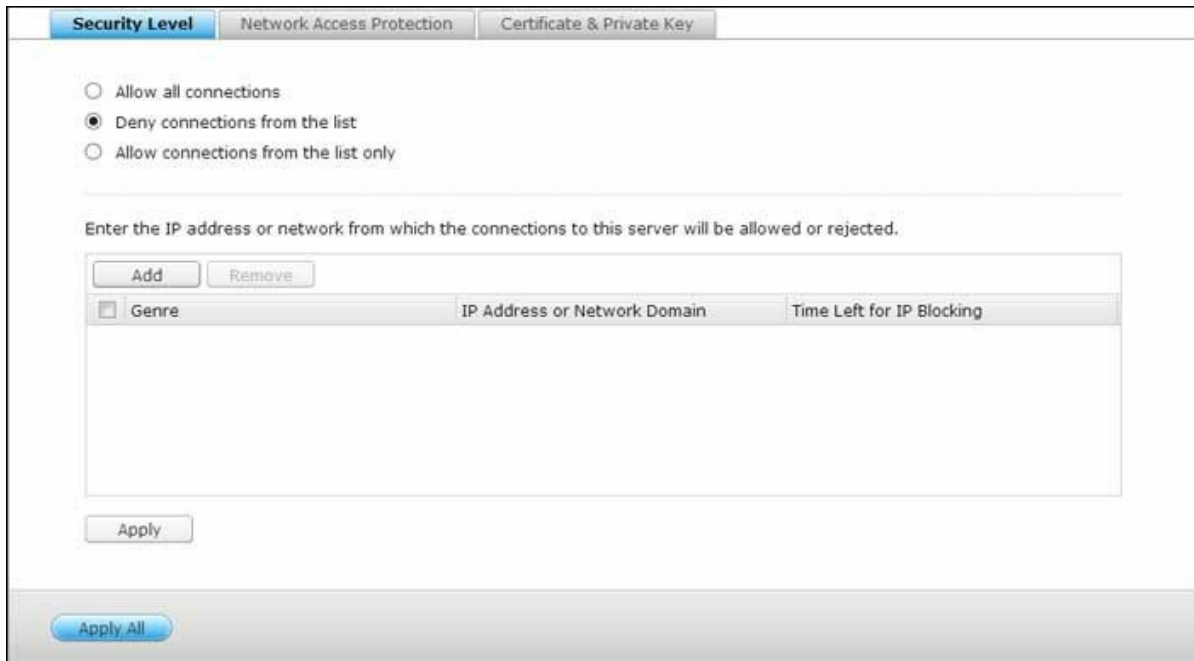 Security Level Network Access Protection Certificate & Private Key
Allow all connections
Deny connections from the list
Allow connections from the list only
Enter the IP address or network from which the connections to this server will be allowed or rejected.
Add Remove
Genre IP Address or Network Domain Time Left for IP Blocking
Apply
Apply All